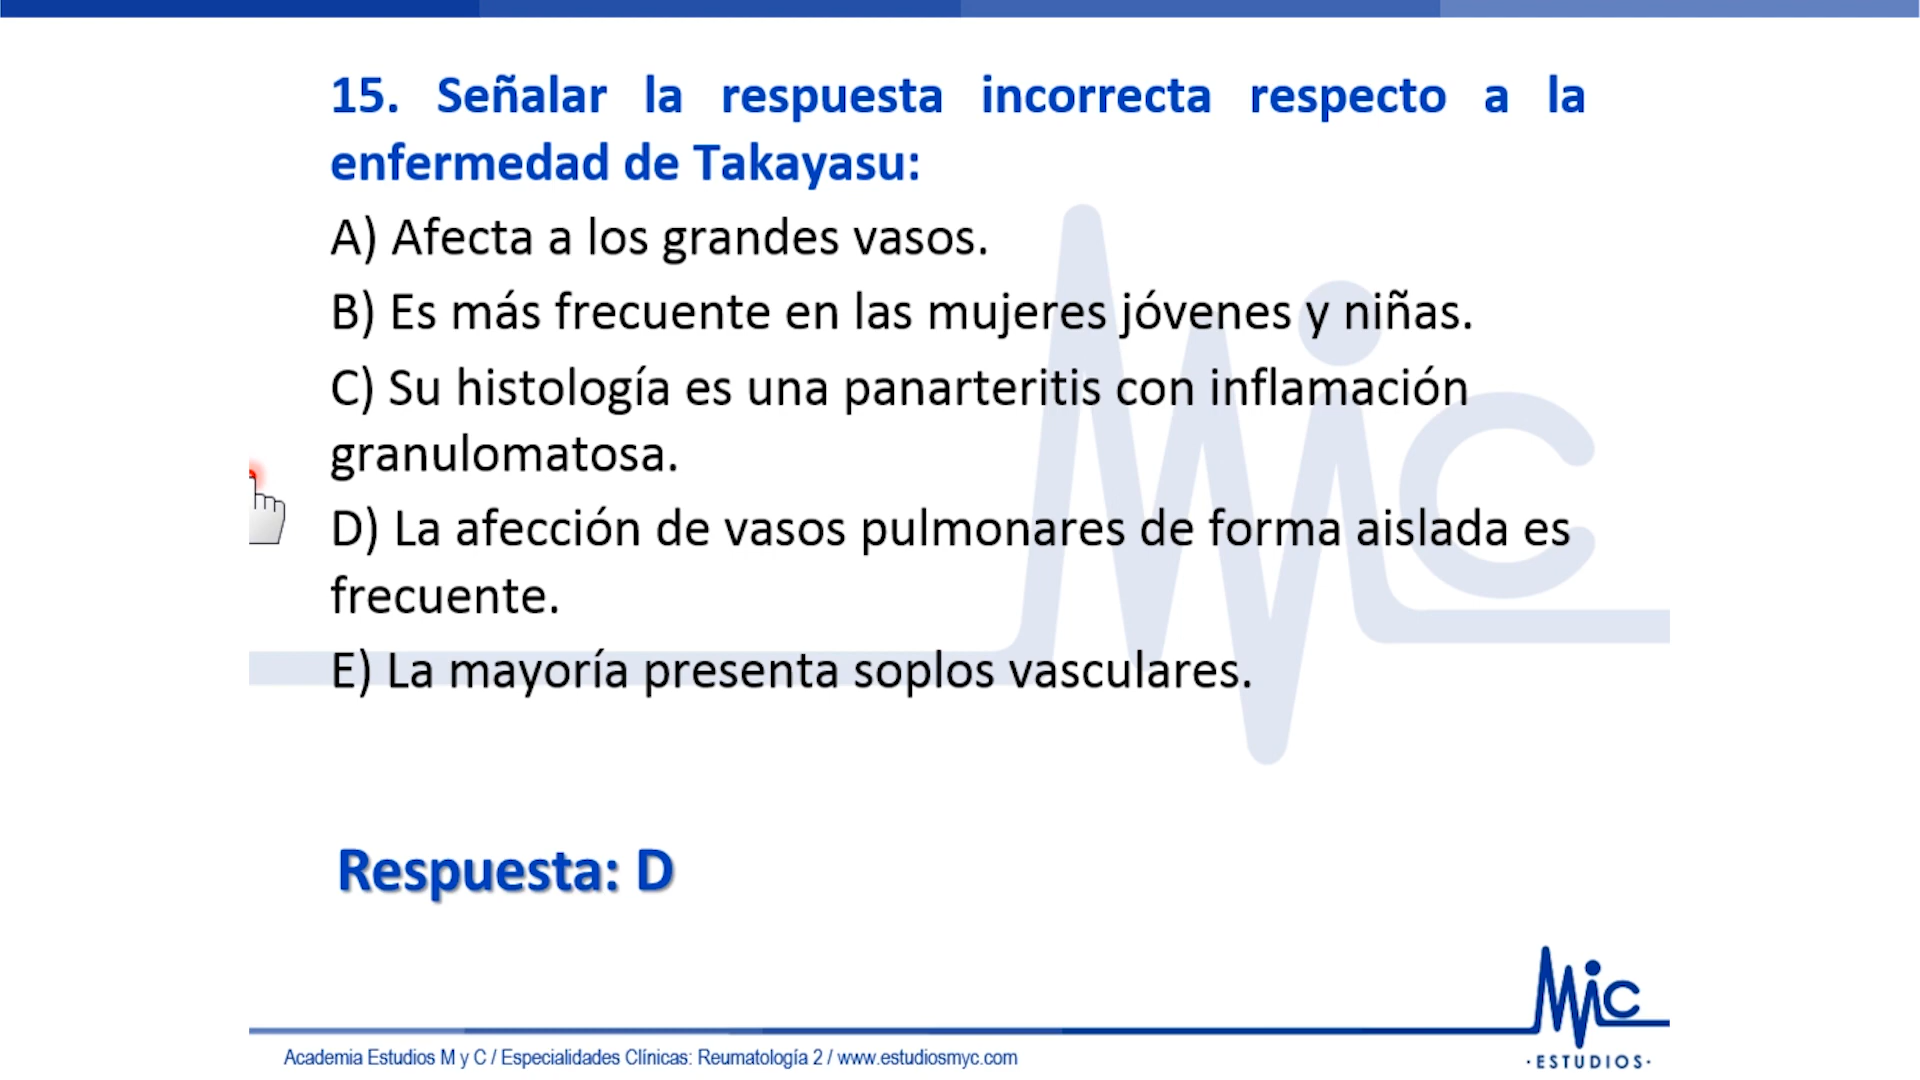 15. Señalar la respuesta incorrecta respecto a la
enfermedad de Takayasu:
A) Afecta a los grandes vasos.
B) Es más frecuente en las mujeres jóvenes y niñas.
C) Su histología es una panarteritis con inflamación
granulomatosa.
D) La afección de vasos pulmonares de forma aislada es
frecuente.
E) La mayoría presenta soplos vasculares.
Respuesta: D
MiC
·ESTUDIOS·
Academia Estudios M y C / Especialidades Clínicas: Reumatología 2 / www.estudiosmyc.com